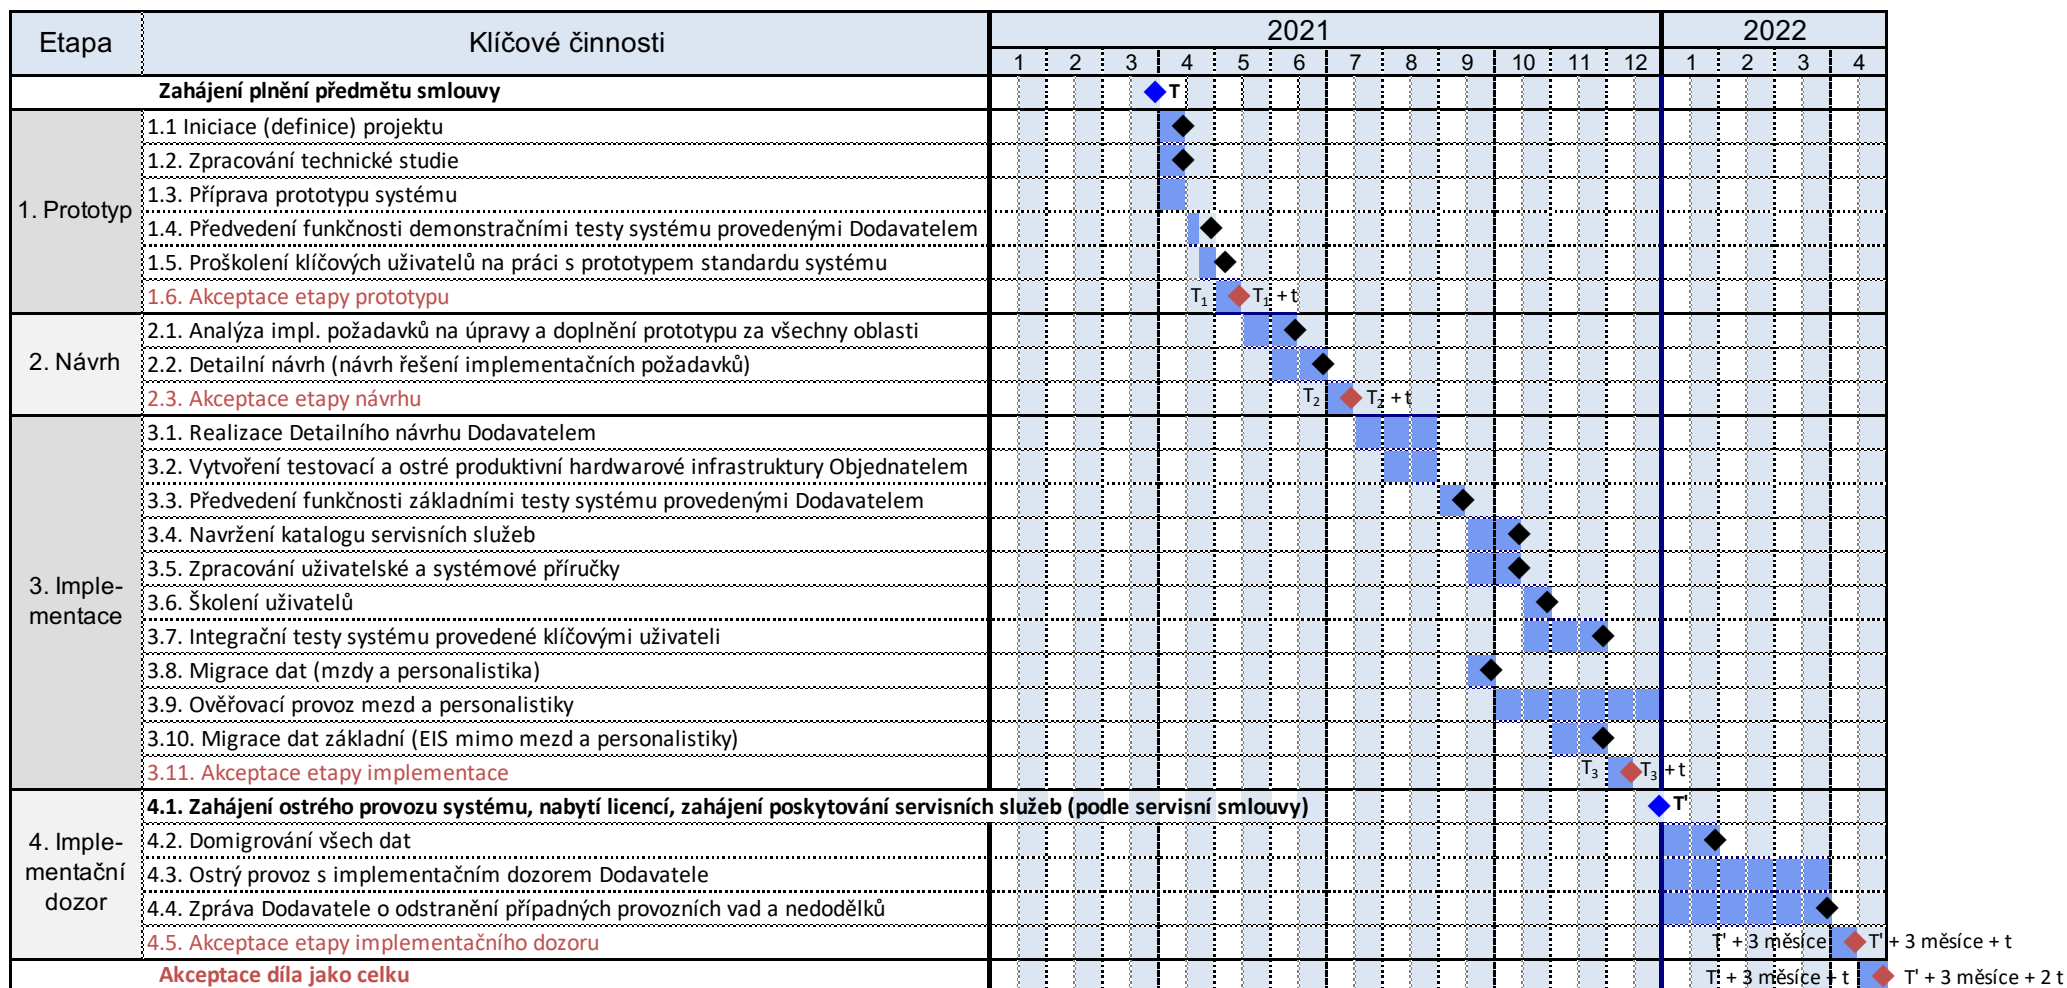 Etapa Klíčové činnosti 2021 2022
1 2 3 4 5 6 7 8 9 10 11 12 1 2 3 4
Zahájení plnění předmětu smlouvy T
1. Prototyp
1.1 Iniciace (definice) projektu
1.2. Zpracování technické studie
1.3. Příprava prototypu systému
1.4. Předvedení funkčnosti demonstračními testy systému provedenými Dodavatelem
1.5. Proškolení klíčových uživatelů na práci s prototypem standardu systému
1.6. Akceptace etapy prototypu T₁ T₁ + t
2. Návrh
2.1. Analýza impl. požadavků na úpravy a doplnění prototypu za všechny oblasti
2.2. Detailní návrh (návrh řešení implementačních požadavků)
2.3. Akceptace etapy návrhu T₂ T₂ + t
3. Imple-
mentace
3.1. Realizace Detailního návrhu Dodavatelem
3.2. Vytvoření testovací a ostré produktivní hardwarové infrastruktury Objednatelem
3.3. Předvedení funkčnosti základními testy systému provedenými Dodavatelem
3.4. Navržení katalogu servisních služeb
3.5. Zpracování uživatelské a systémové příručky
3.6. Školení uživatelů
3.7. Integrační testy systému provedené klíčovými uživateli
3.8. Migrace dat (mzdy a personalistika)
3.9. Ověřovací provoz mezd a personalistiky
3.10. Migrace dat základní (EIS mimo mezd a personalistiky)
3.11. Akceptace etapy implementace T₃ T₃ + t
4. Imple-
mentační
dozor
4.1. Zahájení ostrého provozu systému, nabytí licencí, zahájení poskytování servisních služeb (podle servisní smlouvy) T'
4.2. Domigrování všech dat
4.3. Ostrý provoz s implementačním dozorem Dodavatele
4.4. Zpráva Dodavatele o odstranění případných provozních vad a nedodělků
4.5. Akceptace etapy implementačního dozoru T' + 3 měsíce T' + 3 měsíce + t
Akceptace díla jako celku T' + 3 měsíce + t T' + 3 měsíce + 2 t